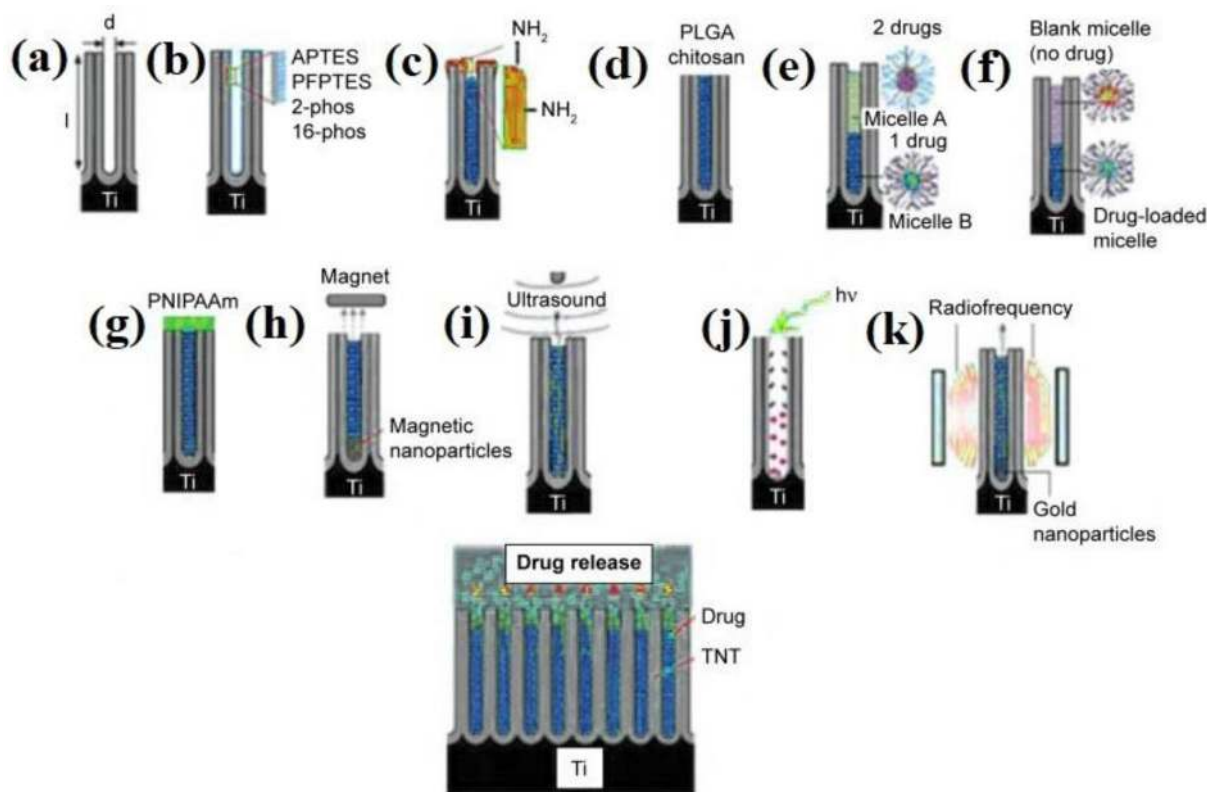 (a)
d
l
Ti
(b)
APTES
PFPTES
2-phos
16-phos
Ti
(c)
NH2
NH2
Ti
(d)
PLGA
chitosan
Ti
(e)
2 drugs
Micelle A
1 drug
Ti
Micelle B
(f)
Blank micelle
(no drug)
Ti
Drug-loaded
micelle
(g)
PNIPAAm
Ti
(h)
Magnet
Magnetic
nanoparticles
Ti
(i)
Ultrasound
Ti
(j)
hν
Ti
(k)
Radiofrequency
Ti
Gold
nanoparticles
Drug release
Drug
TNT
Ti